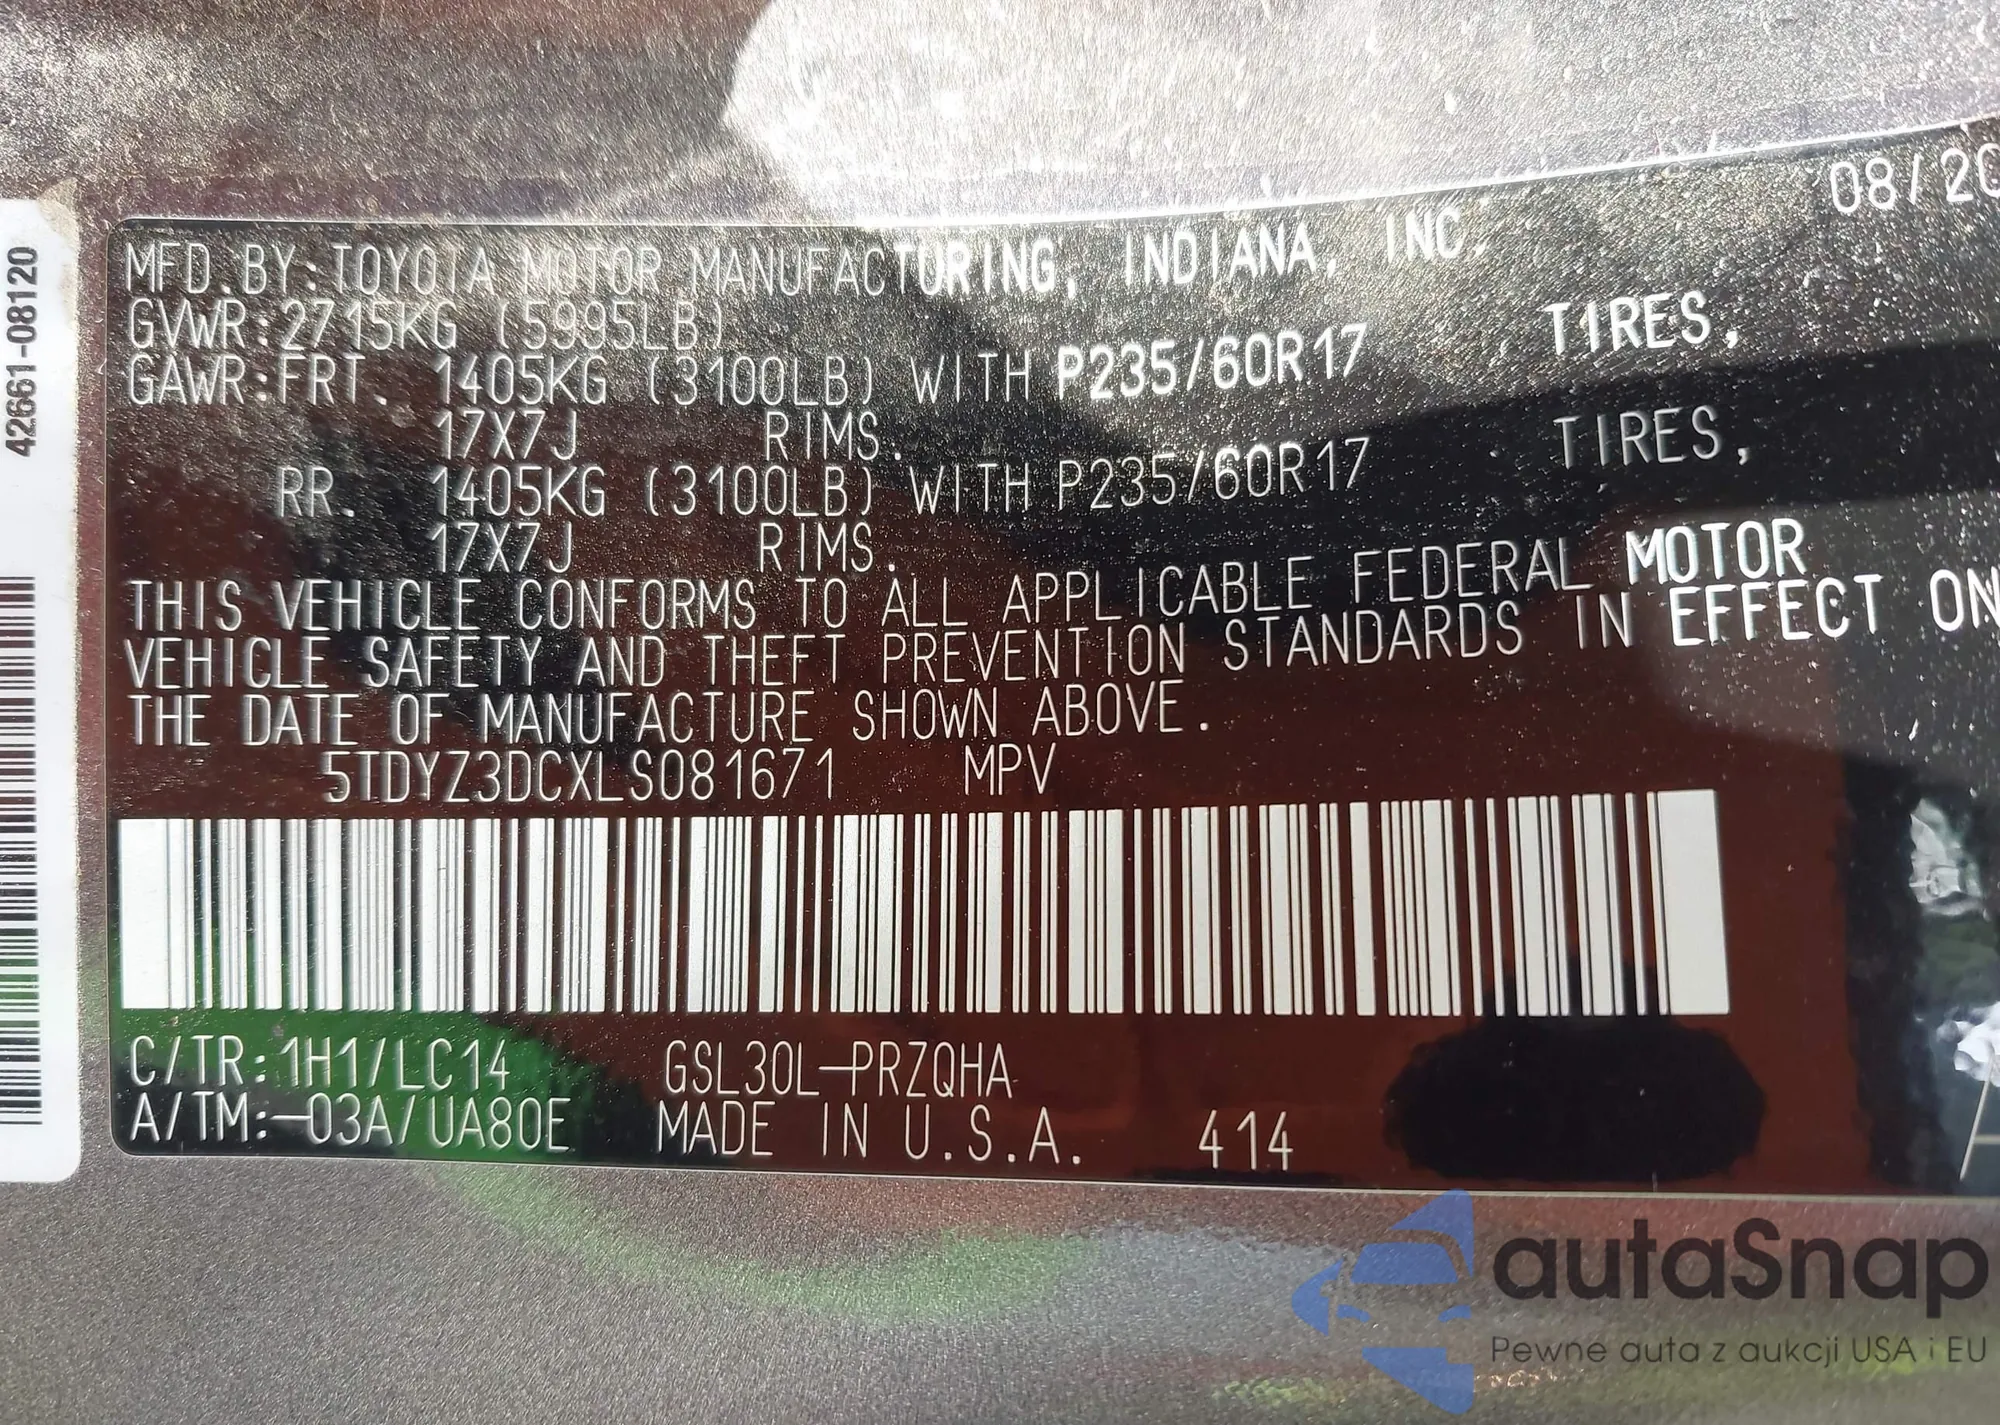 08/20
MFD.BY:TOYOTA MOTOR MANUFACTURING, INDIANA, INC.
GVWR:2715KG (5995LB)
GAWR:FRT. 1405KG (3100LB) WITH P235/60R17 TIRES,
17X7J RIMS.
RR. 1405KG (3100LB) WITH P235/60R17 TIRES,
17X7J RIMS.
THIS VEHICLE CONFORMS TO ALL APPLICABLE FEDERAL MOTOR
VEHICLE SAFETY AND THEFT PREVENTION STANDARDS IN EFFECT ON
THE DATE OF MANUFACTURE SHOWN ABOVE.
5TDYZ3DCXLS081671 MPV
C/TR:1H1/LC14 GSL30L-PRZQHA
A/TM:-03A/UA80E MADE IN U.S.A. 414
42661-08120
autaSnap
Pewne auta z aukcji USA i EU